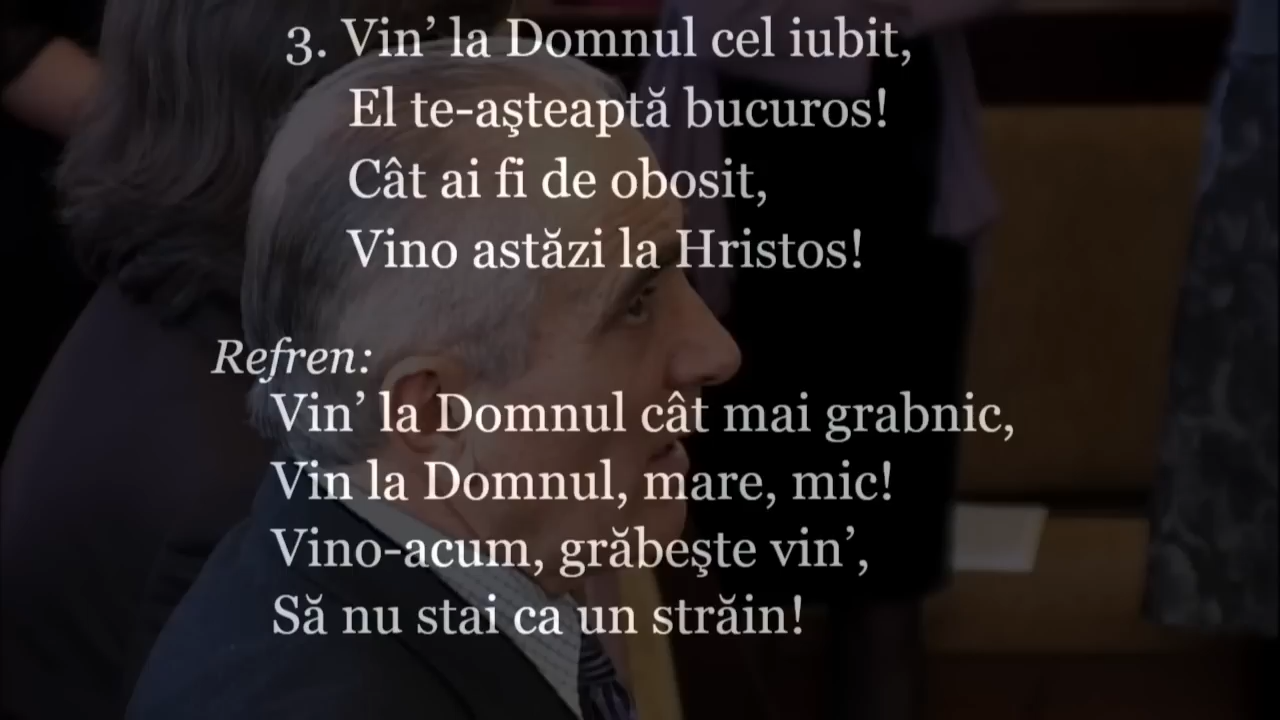 3. Vin’ la Domnul cel iubit,
El te-aşteaptă bucuros!
Cât ai fi de obosit,
Vino astăzi la Hristos!
Refren:
Vin’ la Domnul cât mai grabnic,
Vin la Domnul, mare, mic!
Vino-acum, grăbeşte vin’,
Să nu stai ca un străin!